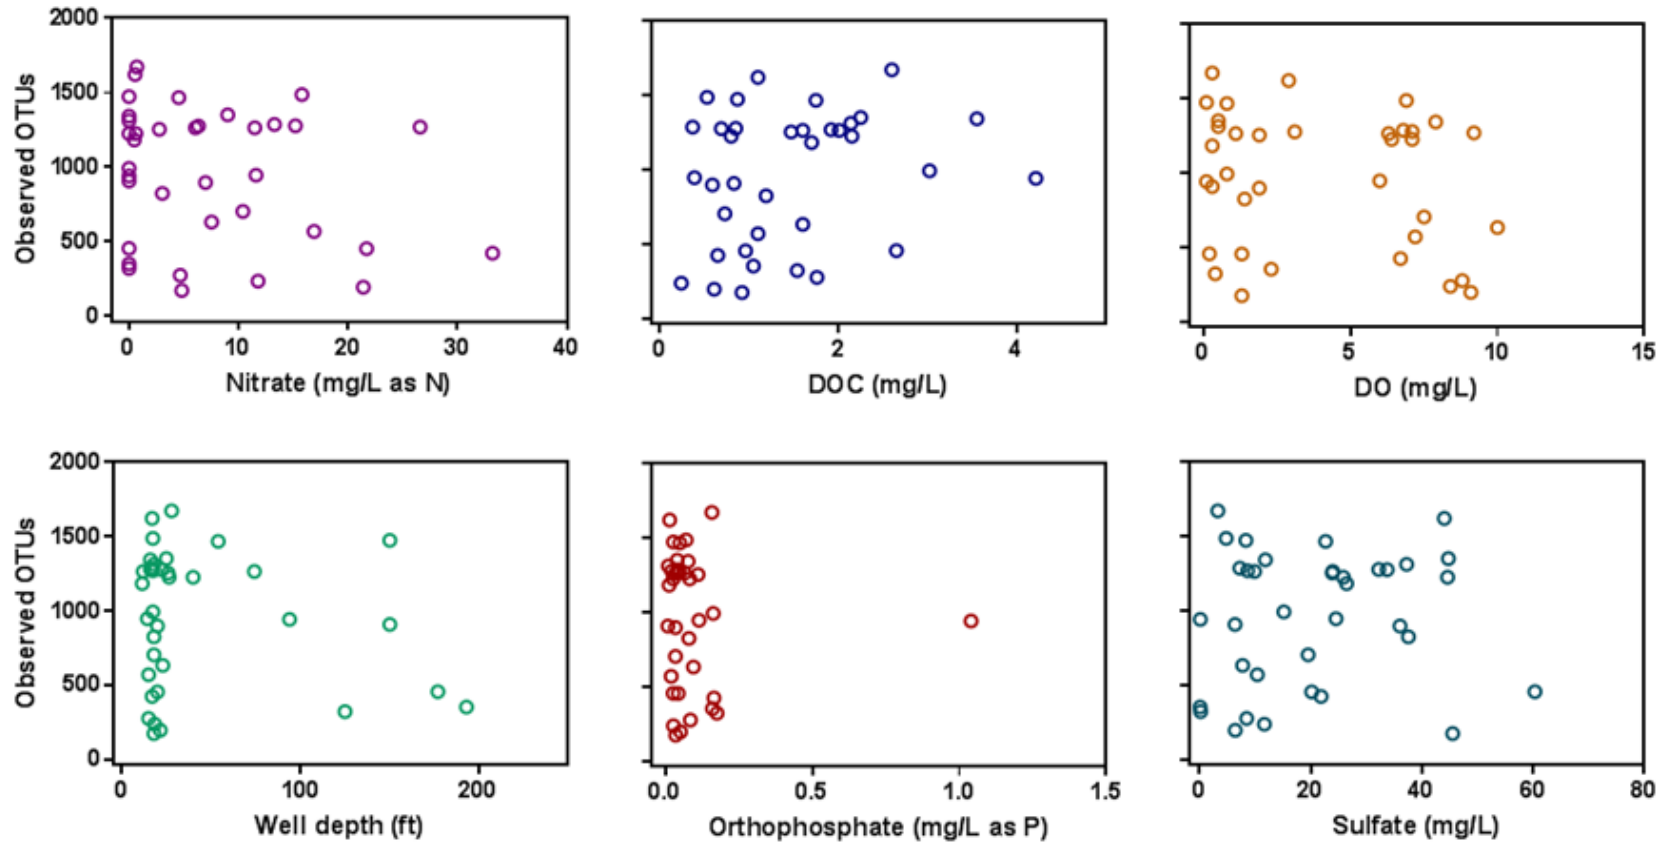 2000
1500
1000
500
0
Observed OTUs
0 10 20 30 40
Nitrate (mg/L as N)
0 2 4
DOC (mg/L)
0 5 10 15
DO (mg/L)
2000
1500
1000
500
0
Observed OTUs
0 100 200
Well depth (ft)
0.0 0.5 1.0 1.5
Orthophosphate (mg/L as P)
0 20 40 60 80
Sulfate (mg/L)